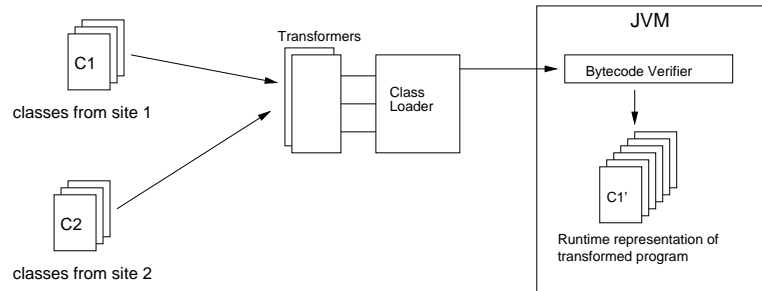 JVM
Transformers
C1
classes from site 1
Class
Loader
Bytecode Verifier
C2
classes from site 2
C1’
Runtime representation of
transformed program